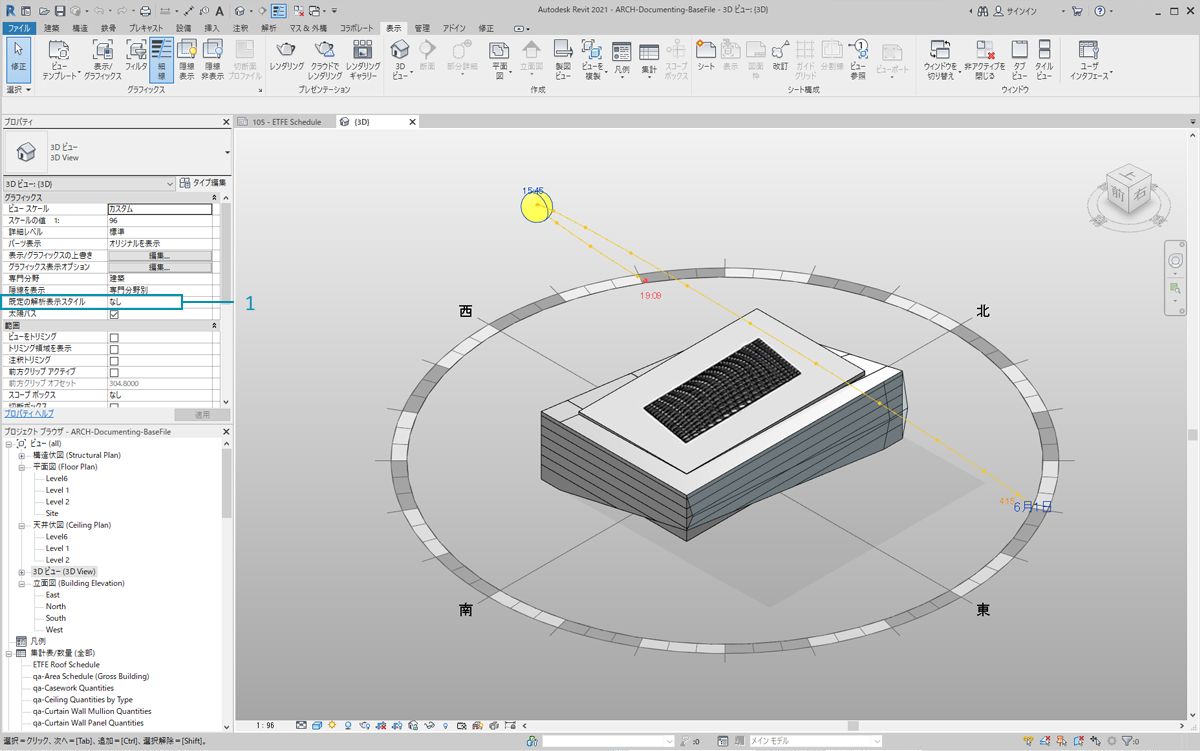 Autodesk Revit 2021 - ARCH-Documenting-BaseFile - 3D ビュー: {3D}
サインイン
ファイル 建築 構造 鉄骨 プレキャスト 設備 挿入 注釈 解析 マス & 外構 コラボレート 表示 管理 アドイン 修正
修正
ビュー テンプレート
表示/ グラフィックス
フィルタ
細線
隠線 表示
隠線 非表示
切断面 プロファイル
レンダリング
クラウドで レンダリング
レンダリング ギャラリー
3D ビュー
断面
部分詳細
平面図
立面図
製図 ビュー
ビューを 複製
凡例
集計
スコープ ボックス
シート
表示
図面枠
改訂
ガイド グリッド
分割線
ビュー 参照
ビューポート
ウィンドウを 切り替え
非アクティブを 閉じる
タブ ビュー
タイル ビュー
ユーザ インタフェース
選択 グラフィックス プレゼンテーション 作成 シート構成 ウィンドウ
プロパティ
105 - ETFE Schedule
{3D}
3D ビュー
3D View
3D ビュー: {3D}
タイプ編集
グラフィックス
ビュー スケール カスタム
スケールの値 1: 96
詳細レベル 標準
パーツ表示 オリジナルを表示
表示/グラフィックスの上書き 編集...
グラフィックス表示オプション 編集...
専門分野 建築
隠線を表示 専門分野別
既定の解析表示スタイル なし
1
太陽パス
範囲
ビューをトリミング
トリミング領域を表示
注釈トリミング
前方クリップ アクティブ
前方クリップ オフセット 304.8000
スコープ ボックス なし
切断ボックス
プロパティ ヘルプ
適用
プロジェクト ブラウザ - ARCH-Documenting-BaseFile
ビュー (all)
構造伏図 (Structural Plan)
平面図 (Floor Plan)
Level6
Level 1
Level 2
Site
天井伏図 (Ceiling Plan)
Level6
Level 1
Level 2
3D ビュー (3D View)
立面図 (Building Elevation)
East
North
South
West
凡例
集計表/数量 (全部)
ETFE Roof Schedule
qa-Area Schedule (Gross Building)
qa-Casework Quantities
qa-Ceiling Quantities by Type
qa-Curtain Wall Mullion Quantities
qa-Curtain Wall Panel Quantities
15:45
19:09
西
北
南
東
4:15
6月1日
上
前
右
1 : 96
選択 = クリック、次へ = [Tab]、追加 = [Ctrl]、選択解除 = [Shift]。
:0
メイン モデル
:0